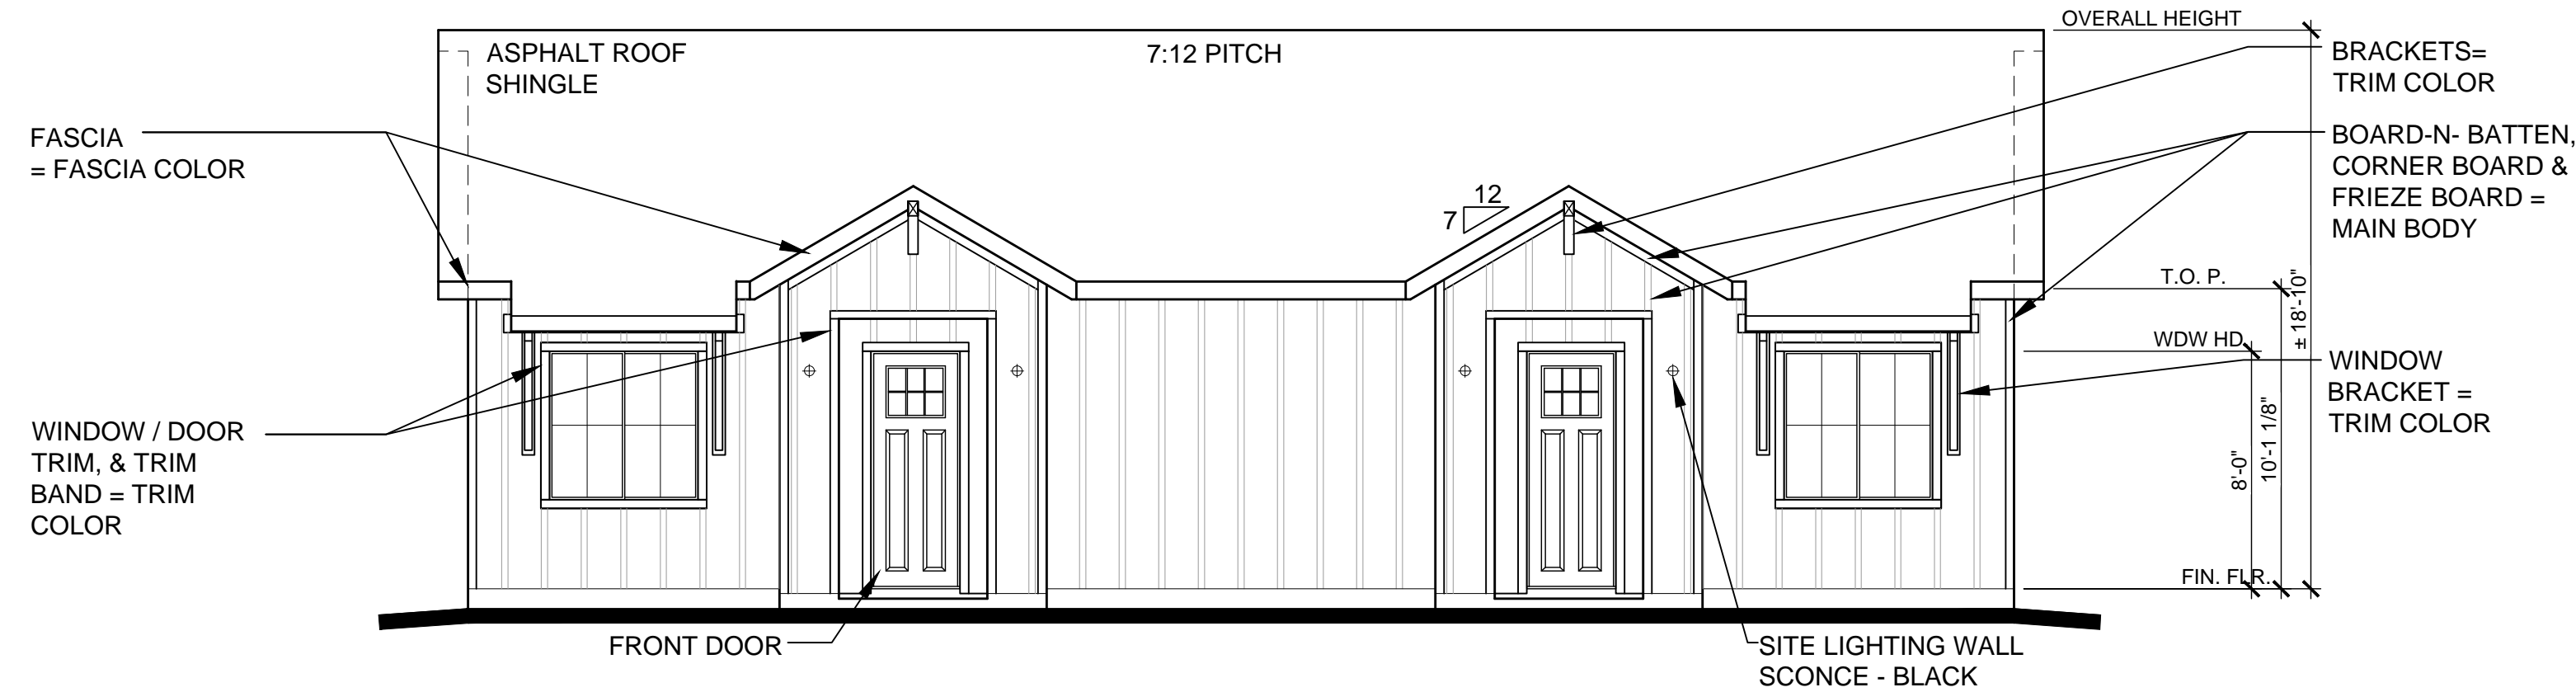 OVERALL HEIGHT
ASPHALT ROOF
SHINGLE
7:12 PITCH
BRACKETS=
TRIM COLOR
FASCIA
= FASCIA COLOR
BOARD-N- BATTEN,
CORNER BOARD &
FRIEZE BOARD =
MAIN BODY
12
7
T.O. P.
± 18'-10"
WDW HD
WINDOW
BRACKET =
TRIM COLOR
10'-1 1/8"
8'-0"
WINDOW / DOOR
TRIM, & TRIM
BAND = TRIM
COLOR
FIN. FLR.
FRONT DOOR
SITE LIGHTING WALL
SCONCE - BLACK